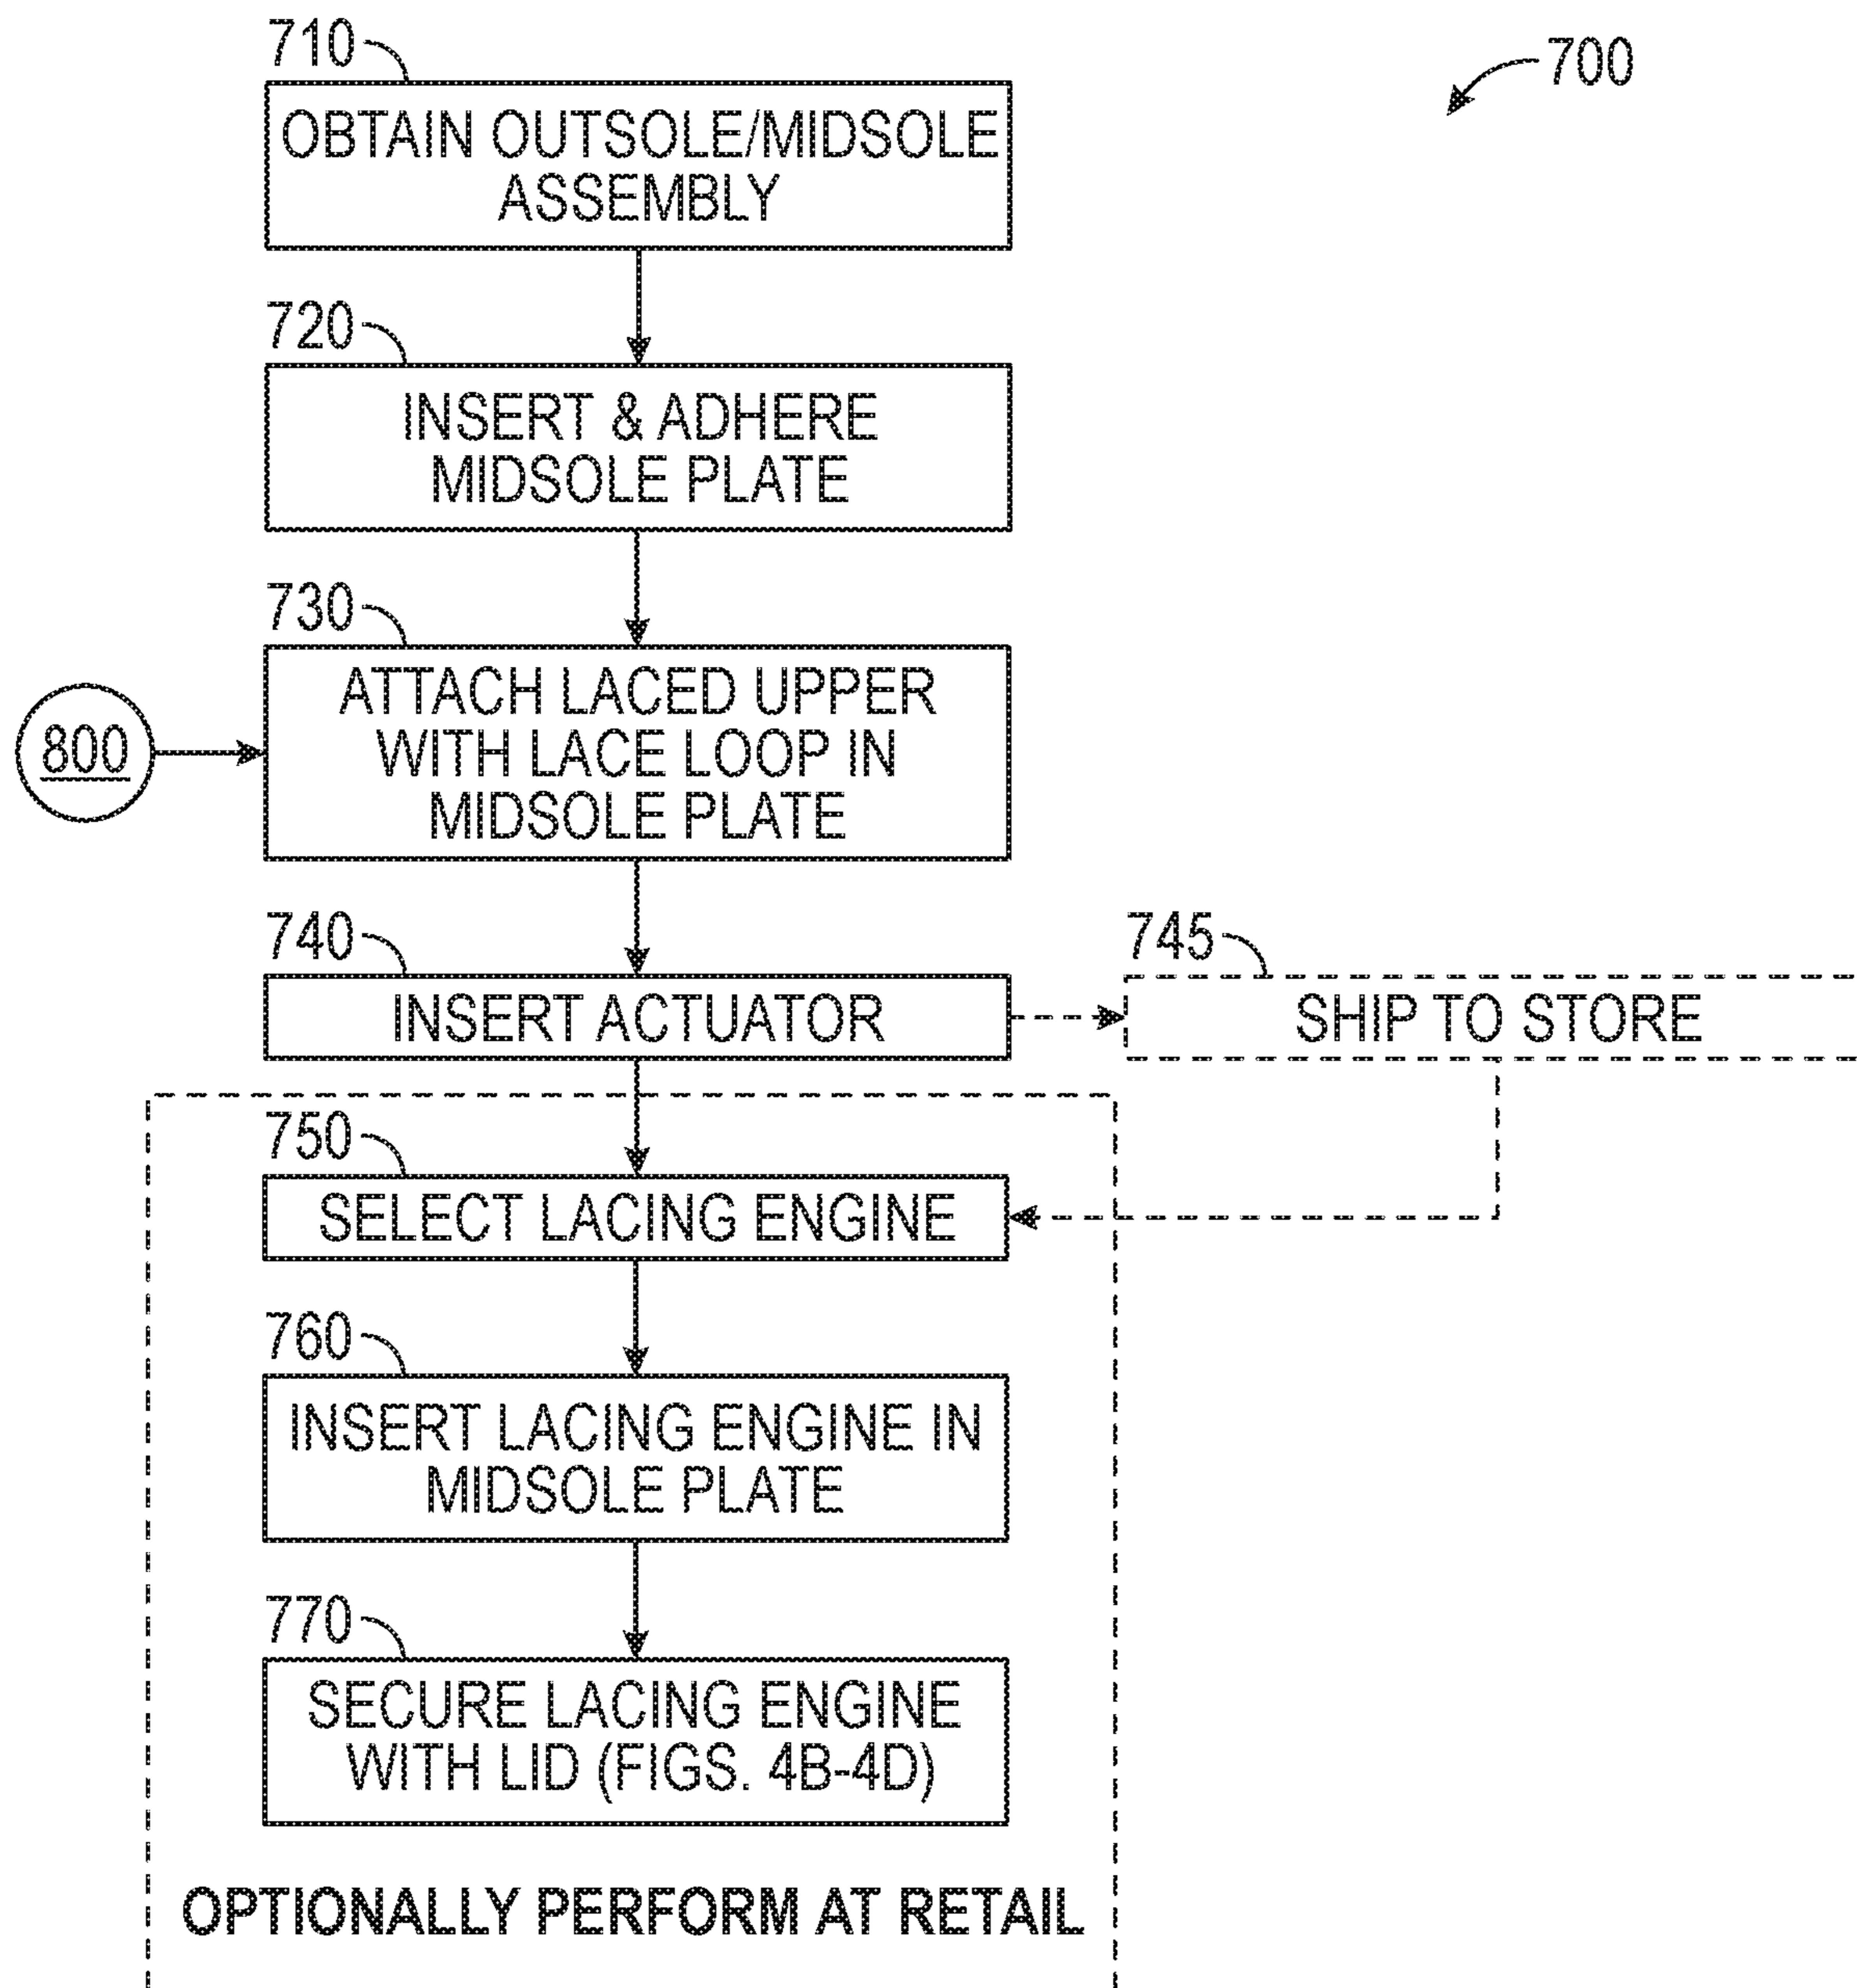 710
700
OBTAIN OUTSOLE/MIDSOLE
ASSEMBLY
720
INSERT & ADHERE
MIDSOLE PLATE
730
ATTACH LACED UPPER
WITH LACE LOOP IN
MIDSOLE PLATE
800
740
INSERT ACTUATOR
745
SHIP TO STORE
750
SELECT LACING ENGINE
760
INSERT LACING ENGINE IN
MIDSOLE PLATE
770
SECURE LACING ENGINE
WITH LID (FIGS. 4B-4D)
OPTIONALLY PERFORM AT RETAIL